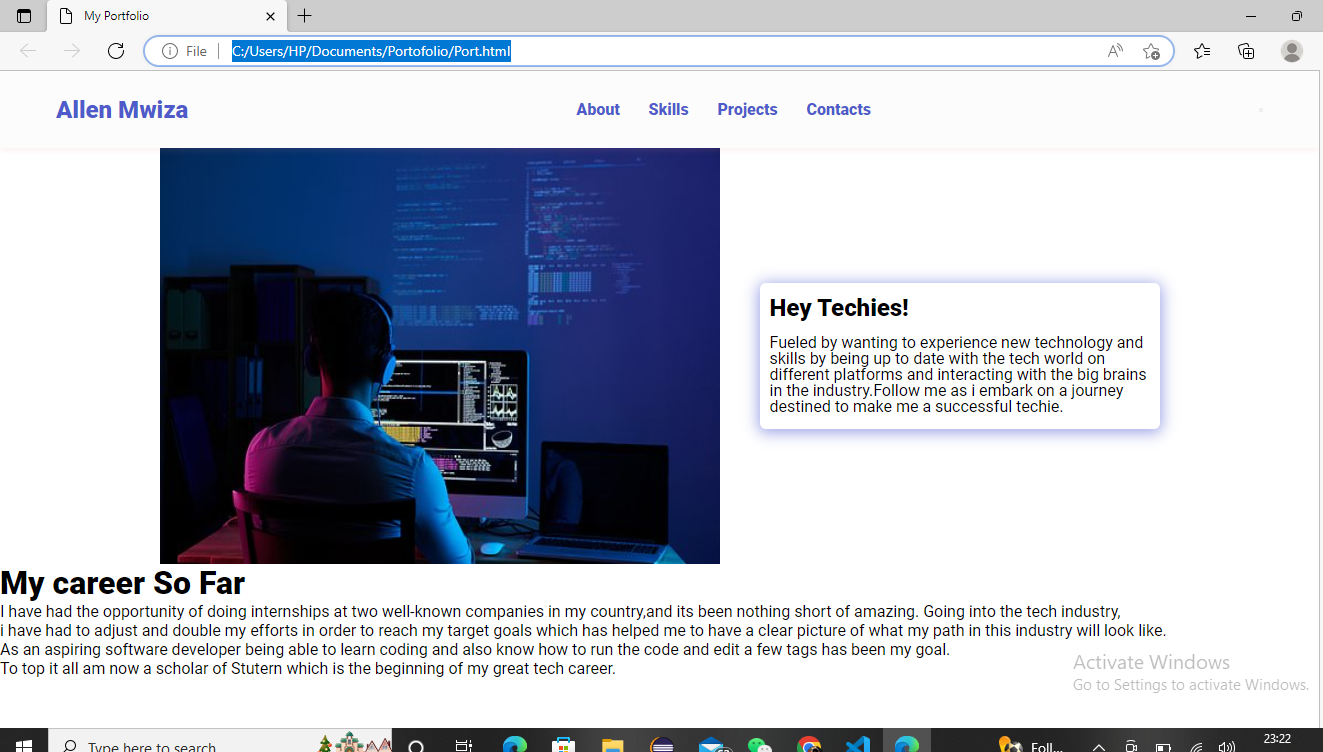 My Portfolio
File
C:/Users/HP/Documents/Portofolio/Port.html
Allen Mwiza
About Skills Projects Contacts
Hey Techies!
Fueled by wanting to experience new technology and
skills by being up to date with the tech world on
different platforms and interacting with the big brains
in the industry.Follow me as i embark on a journey
destined to make me a successful techie.
My career So Far
I have had the opportunity of doing internships at two well-known companies in my country,and its been nothing short of amazing. Going into the tech industry,
i have had to adjust and double my efforts in order to reach my target goals which has helped me to have a clear picture of what my path in this industry will look like.
As an aspiring software developer being able to learn coding and also know how to run the code and edit a few tags has been my goal.
To top it all am now a scholar of Stutern which is the beginning of my great tech career.
Activate Windows
Go to Settings to activate Windows.
Type here to search
Foll...
23:22